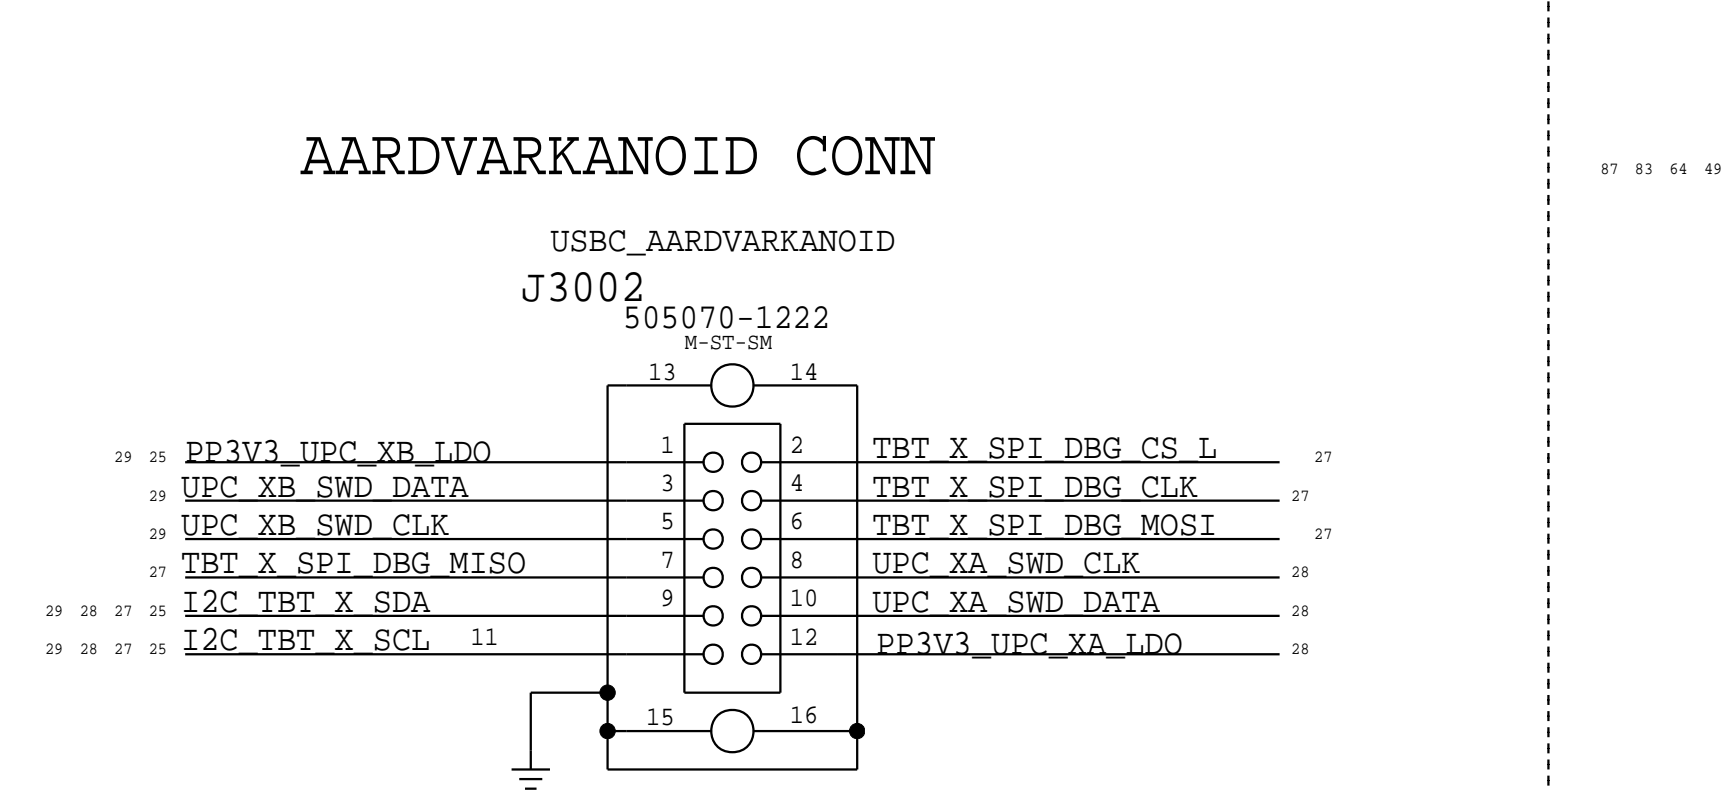 AARDVARKANOID CONN
87 83 64 49
USBC_AARDVARKANOID
J3002
505070-1222
M-ST-SM
13 14
29 25 PP3V3_UPC_XB_LDO 1 2 TBT_X_SPI_DBG_CS_L 27
29 UPC_XB_SWD_DATA 3 4 TBT_X_SPI_DBG_CLK 27
29 UPC_XB_SWD_CLK 5 6 TBT_X_SPI_DBG_MOSI 27
27 TBT_X_SPI_DBG_MISO 7 8 UPC_XA_SWD_CLK 28
29 28 27 25 I2C_TBT_X_SDA 9 10 UPC_XA_SWD_DATA 28
29 28 27 25 I2C_TBT_X_SCL 11 12 PP3V3_UPC_XA_LDO 28
15 16